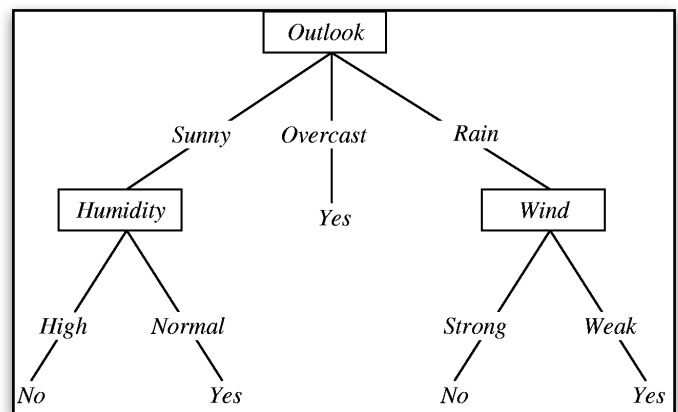 Outlook
Sunny Overcast Rain
Humidity Yes Wind
High Normal Strong Weak
No Yes No Yes